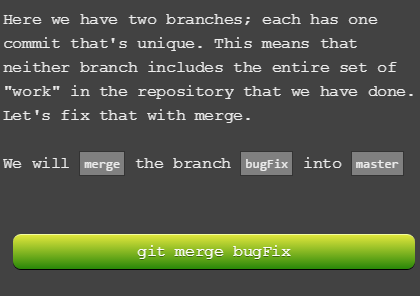 Here we have two branches; each has one
commit that's unique. This means that
neither branch includes the entire set of
"work" in the repository that we have done.
Let's fix that with merge.
We will merge the branch bugFix into master
git merge bugFix